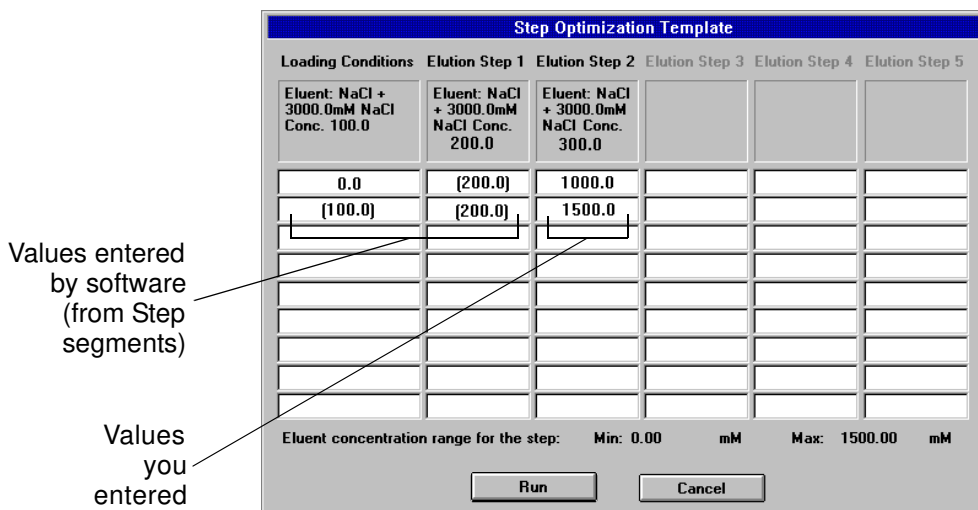 Step Optimization Template
Loading Conditions Elution Step 1 Elution Step 2 Elution Step 3 Elution Step 4 Elution Step 5
Eluent: NaCl +
3000.0mM NaCl
Conc. 100.0
Eluent: NaCl
+ 3000.0mM
NaCl Conc.
200.0
Eluent: NaCl
+ 3000.0mM
NaCl Conc.
300.0
0.0 (200.0) 1000.0
(100.0) (200.0) 1500.0
Values entered
by software
(from Step
segments)
Values
you
entered
Eluent concentration range for the step: Min: 0.00 mM Max: 1500.00 mM
Run Cancel